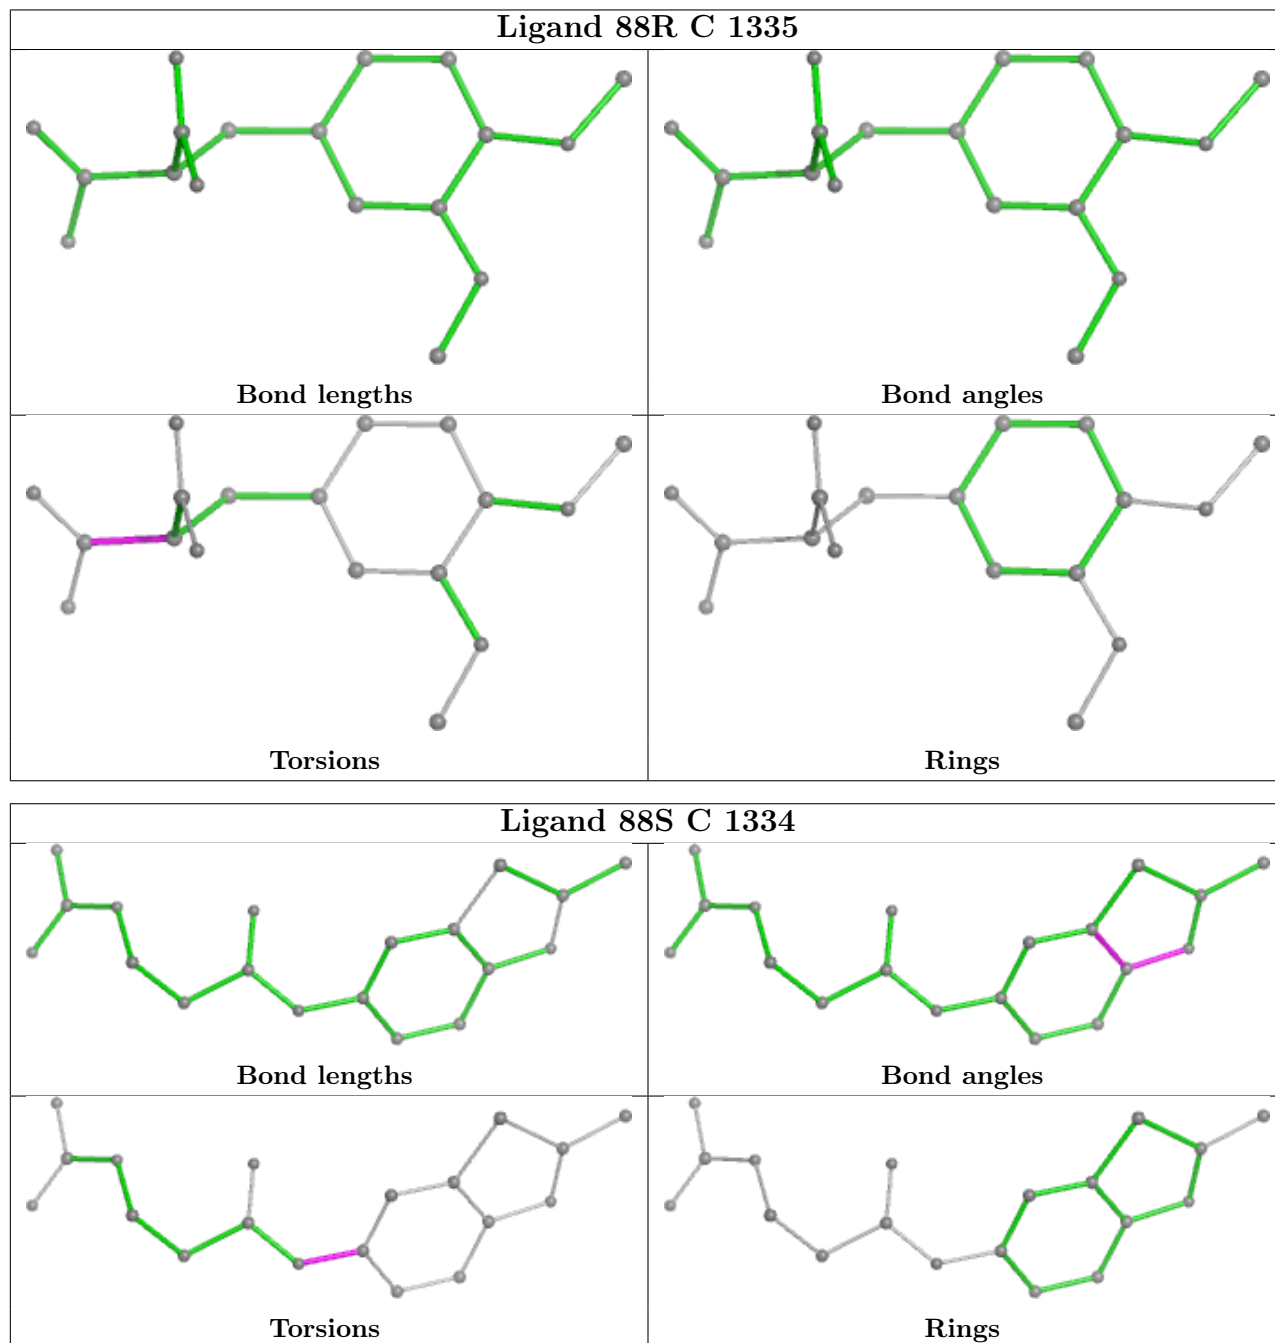 Ligand 88R C 1335
Bond lengths
Bond angles
Torsions
Rings
Ligand 88S C 1334
Bond lengths
Bond angles
Torsions
Rings